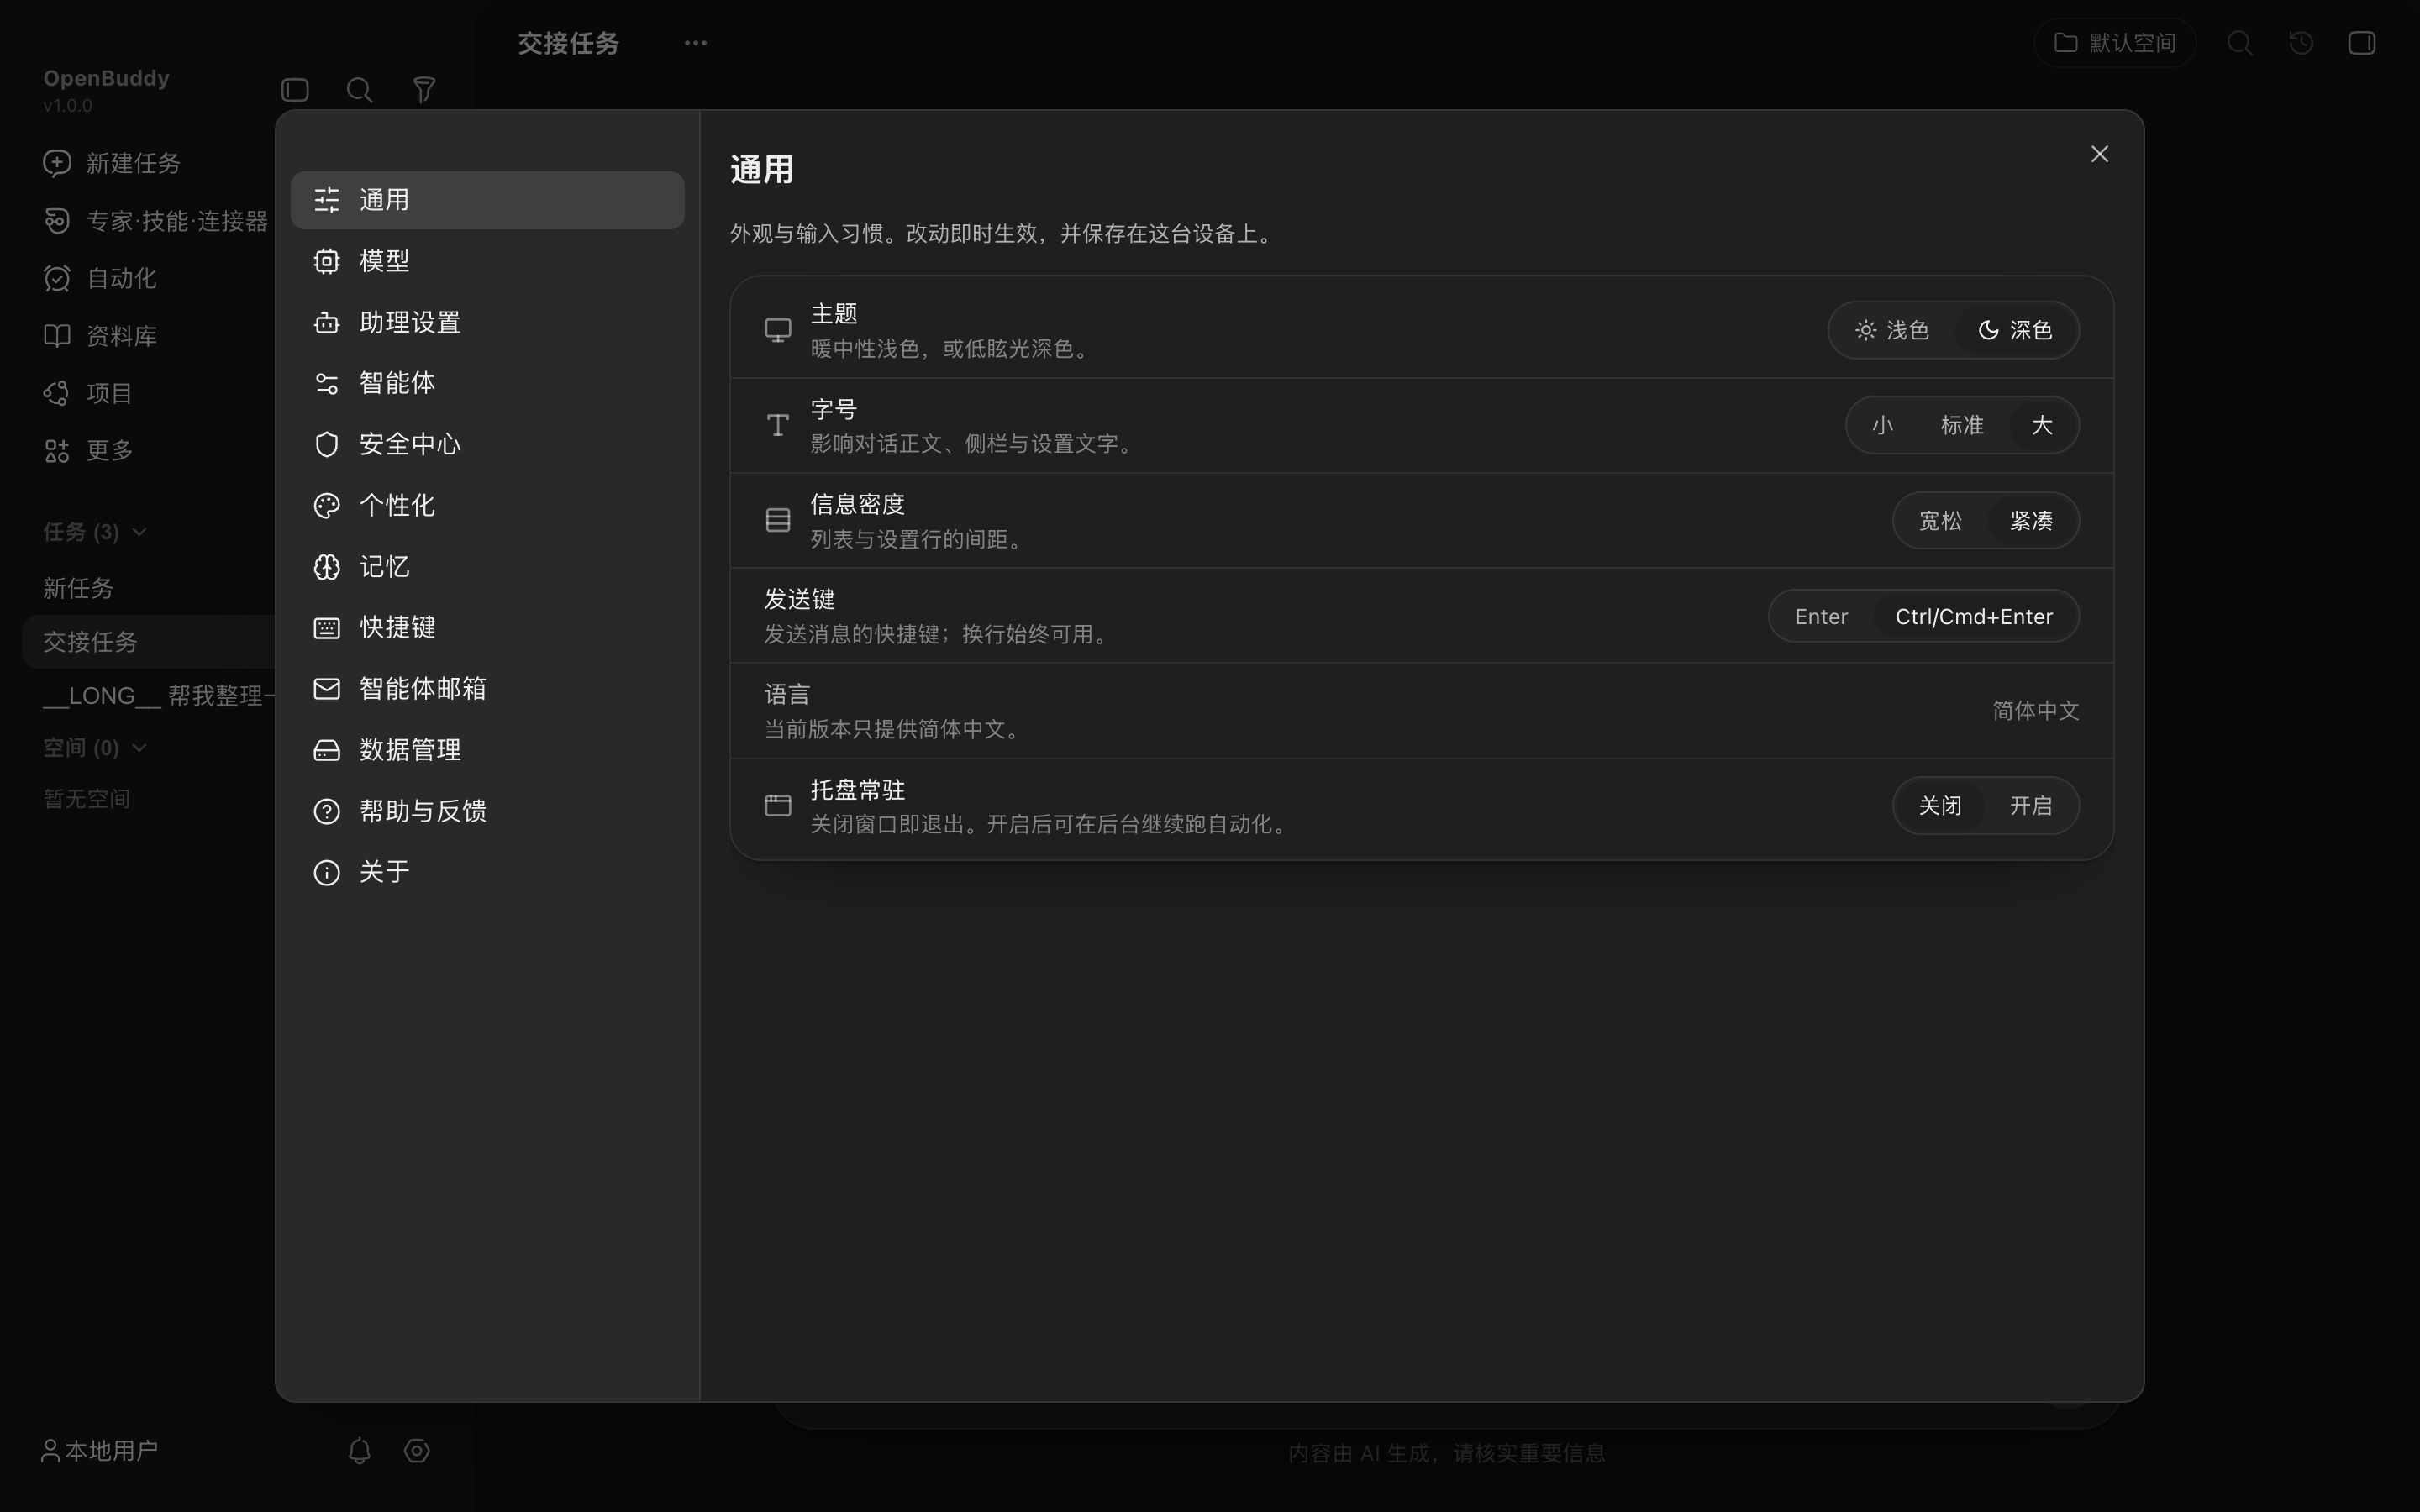 OpenBuddy
v1.0.0
新建任务
专家·技能·连接器
自动化
资料库
项目
更多
任务 (3)
新任务
交接任务
__LONG__ 帮我整理一
空间 (0)
暂无空间
本地用户
交接任务
默认空间
通用
模型
助理设置
智能体
安全中心
个性化
记忆
快捷键
智能体邮箱
数据管理
帮助与反馈
关于
通用
外观与输入习惯。改动即时生效，并保存在这台设备上。
主题
暖中性浅色，或低眩光深色。
浅色 深色
字号
影响对话正文、侧栏与设置文字。
小 标准 大
信息密度
列表与设置行的间距。
宽松 紧凑
发送键
发送消息的快捷键；换行始终可用。
Enter Ctrl/Cmd+Enter
语言
当前版本只提供简体中文。
简体中文
托盘常驻
关闭窗口即退出。开启后可在后台继续跑自动化。
关闭 开启
内容由 AI 生成，请核实重要信息